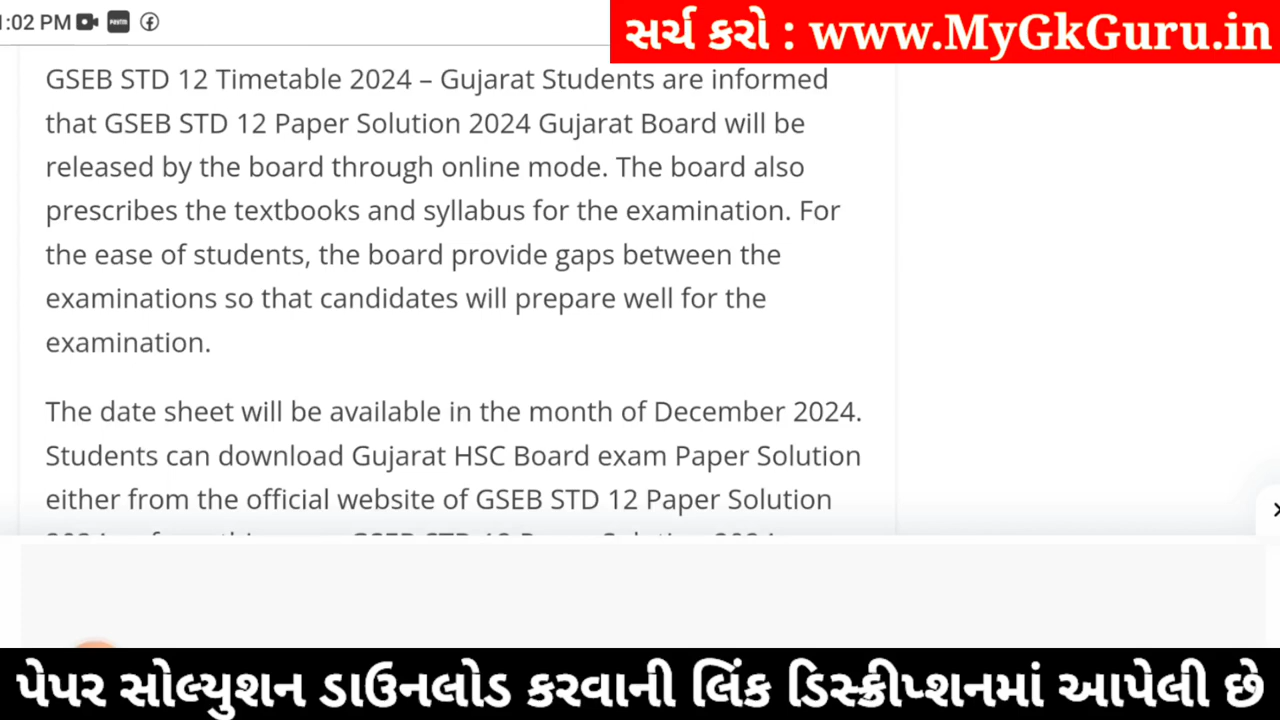 1:02 PM
સર્ચ કરો : www.MyGkGuru.in
GSEB STD 12 Timetable 2024 – Gujarat Students are informed
that GSEB STD 12 Paper Solution 2024 Gujarat Board will be
released by the board through online mode. The board also
prescribes the textbooks and syllabus for the examination. For
the ease of students, the board provide gaps between the
examinations so that candidates will prepare well for the
examination.
The date sheet will be available in the month of December 2024.
Students can download Gujarat HSC Board exam Paper Solution
either from the official website of GSEB STD 12 Paper Solution
પેપર સોલ્યુશન ડાઉનલોડ કરવાની લિંક ડિસ્ક્રીપ્શનમાં આપેલી છે